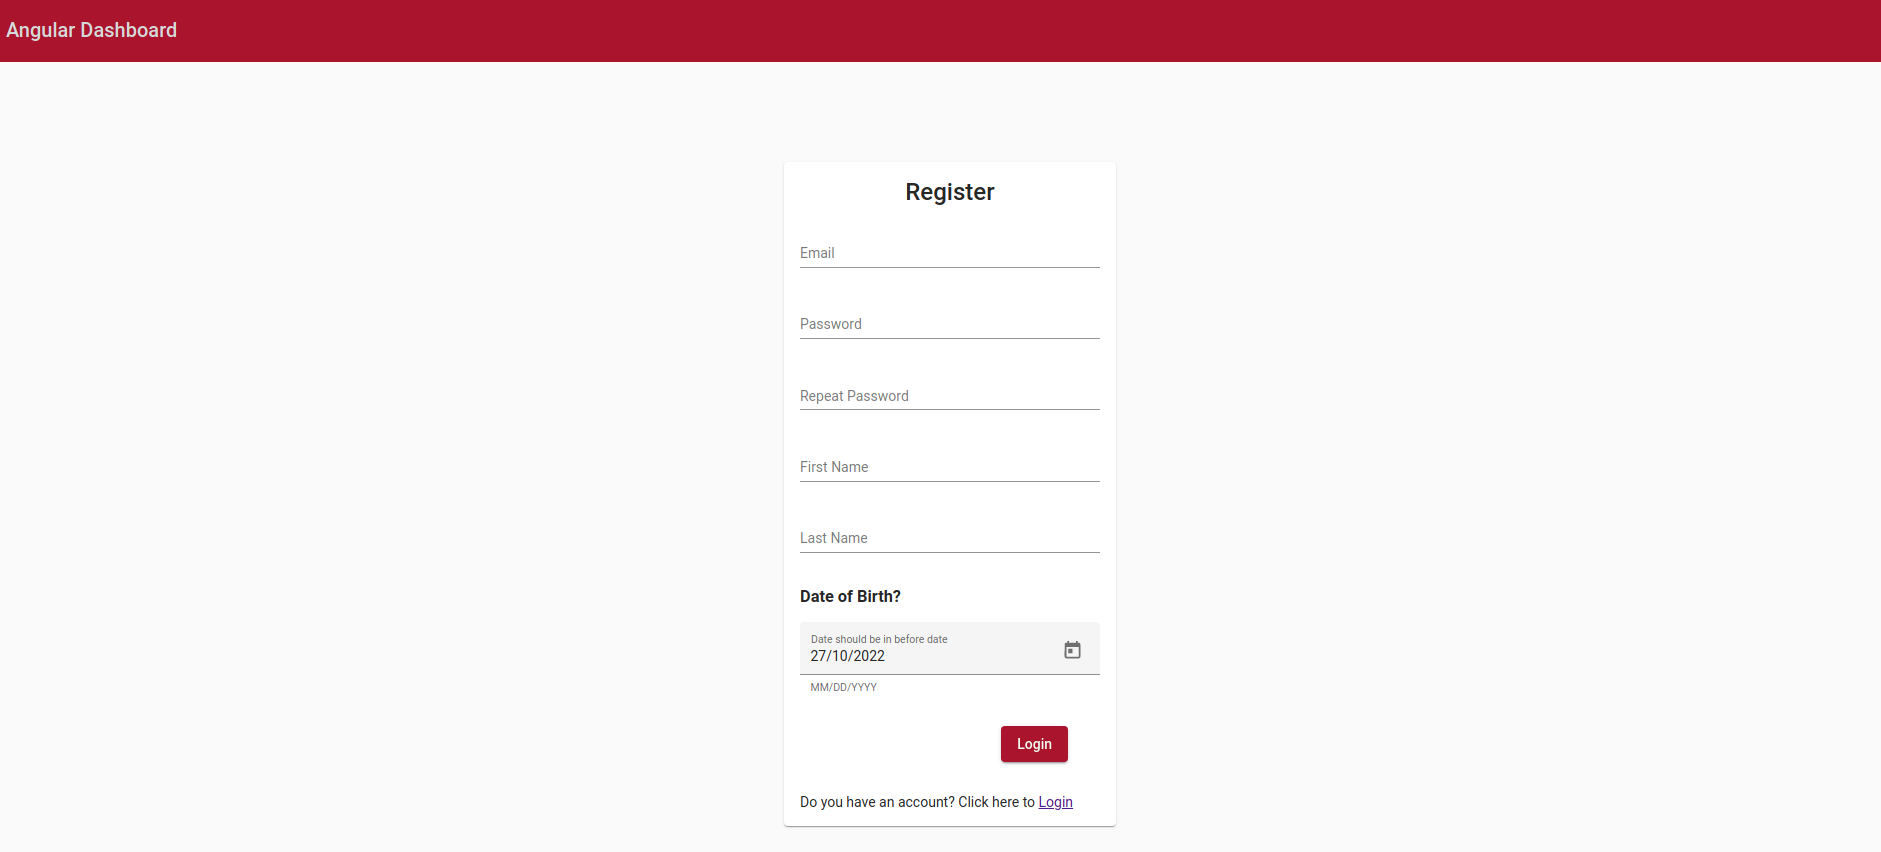 Angular Dashboard
Register
Email
Password
Repeat Password
First Name
Last Name
Date of Birth?
Date should be in before date
27/10/2022
MM/DD/YYYY
Login
Do you have an account? Click here to Login